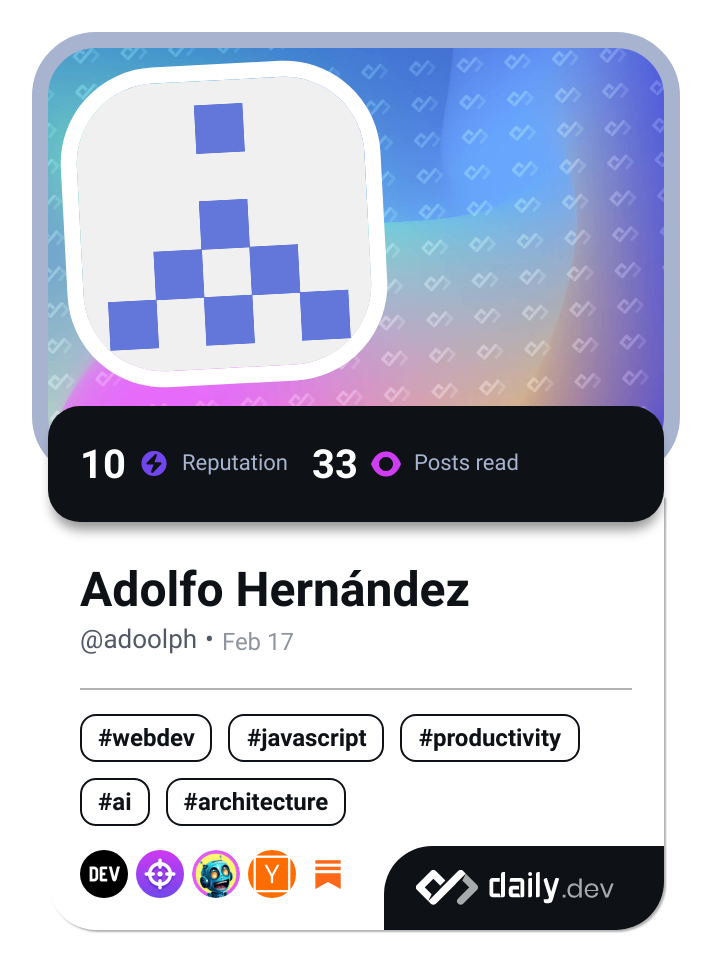 10 Reputation 33 Posts read
Adolfo Hernández
@adoolph • Feb 17
#webdev #javascript #productivity
#ai #architecture
DEV Y daily.dev